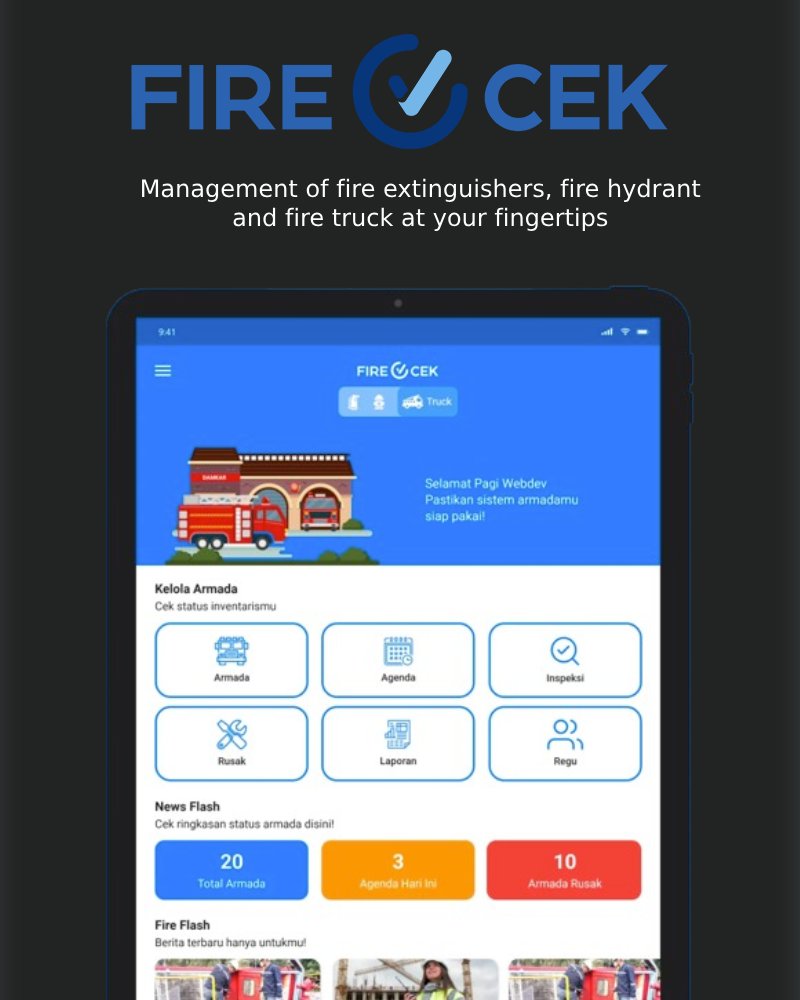 FIRE CEK
Management of fire extinguishers, fire hydrant
and fire truck at your fingertips
9:41
FIRE CEK
Truck
DAMKAR
Selamat Pagi Webdev
Pastikan sistem armadamu
siap pakai!
Kelola Armada
Cek status inventarismu
Armada
Agenda
Inspeksi
Rusak
Laporan
Regu
News Flash
Cek ringkasan status armada disini!
20
Total Armada
3
Agenda Hari Ini
10
Armada Rusak
Fire Flash
Berita terbaru hanya untukmu!